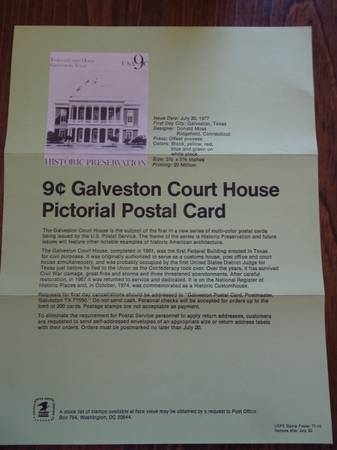 Federal Court House
Galveston, Texas
USA 9¢
HISTORIC PRESERVATION
Issue Date: July 20, 1977
First Day City: Galveston, Texas
Designer: Donald Moss
Ridgefield, Connecticut
Press: Offset process
Colors: Black, yellow, red,
blue and green on
white stock
Size: 3½ x 5½ inches
Printing: 20 Million
9¢ Galveston Court House
Pictorial Postal Card
The Galveston Court House is the subject of the first in a new series of multi-color postal cards
being issued by the U.S. Postal Service. The theme of the series is Historic Preservation and future
issues will feature other notable examples of historic American architecture.
The Galveston Court House, completed in 1861, was the first Federal Building erected in Texas
for civil purposes. It was originally authorized to serve as a customs house, post office and court
house simultaneously, and was probably occupied by the first United States District Judge for
Texas just before he fled to the Union as the Confederacy took over. Over the years, it has survived
Civil War damage, great fires and storms and three threatened abandonments. After careful
restoration, in 1967 it was returned to service and dedicated. It is on the National Register of
Historic Places and, in October, 1974, was commemorated as a Historic Customhouse.
Requests for first day cancellations should be addressed to "Galveston Postal Card, Postmaster,
Galveston TX 77550." Do not send cash. Personal checks will be accepted for orders up to the
limit of 200 cards. Postage stamps are not acceptable as payment.
To eliminate the requirement for Postal Service personnel to apply return addresses, customers
are requested to send self-addressed envelopes of an appropriate size or return address labels
with their orders. Orders must be postmarked no later than July 20.
A stock list of stamps available at face value may be obtained by a request to Post Office
Box 764, Washington, DC 20044.
USPS Stamp Poster 77-
Remove after July 30